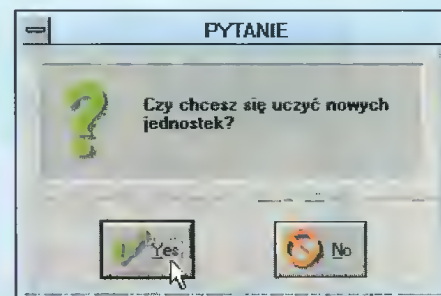 PYTANIE
Czy chcesz się uczyć nowych
jednostek?
Yes
No